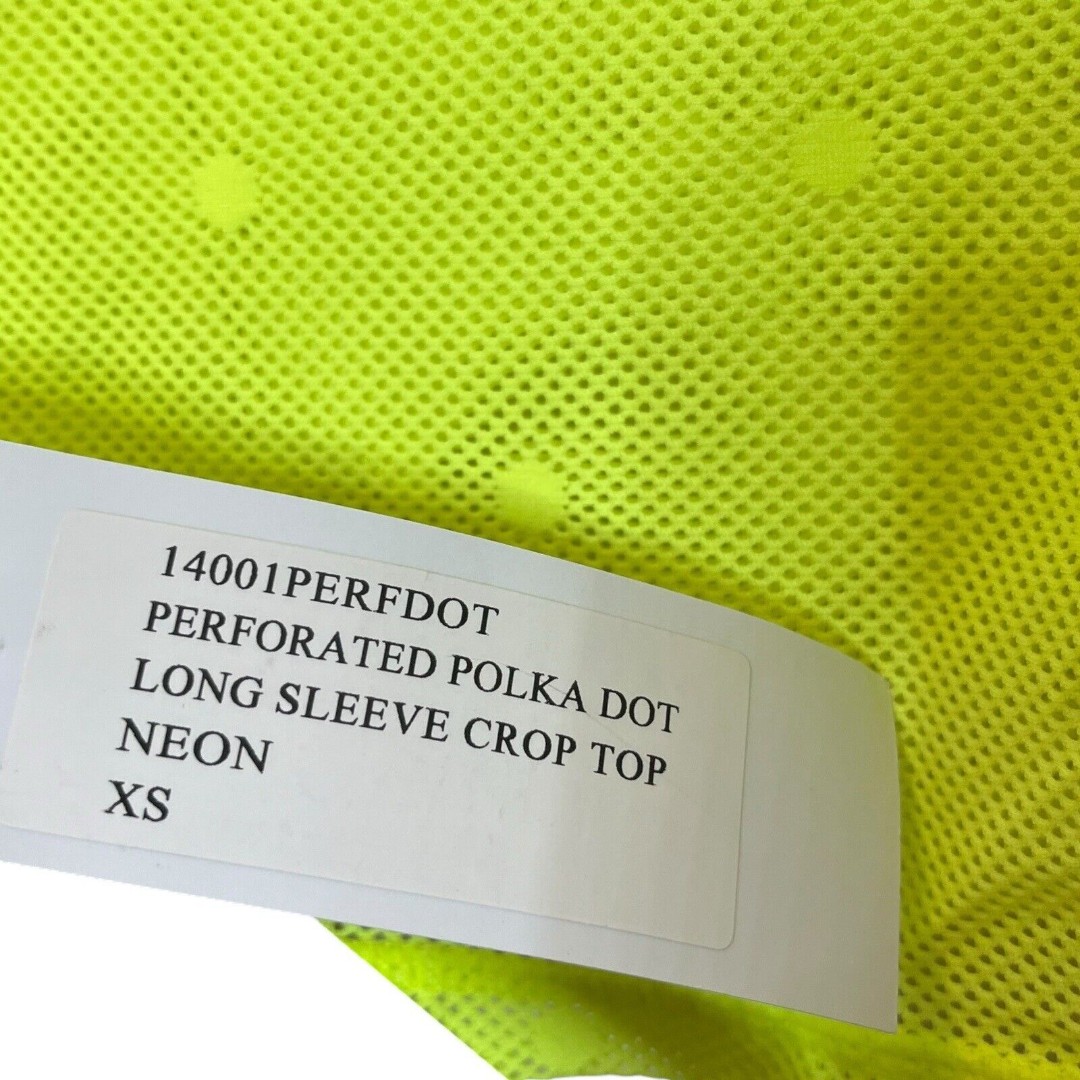 14001PERFDOT
PERFORATED POLKA DOT
LONG SLEEVE CROP TOP
NEON
XS